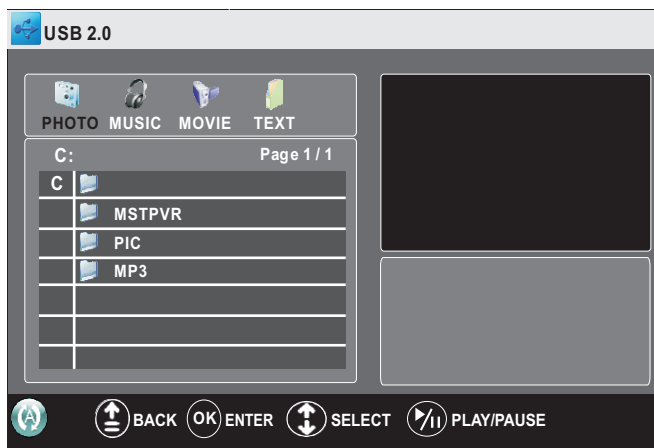 USB 2.0
PHOTO MUSIC MOVIE TEXT
C: Page 1 / 1
C
MSTPVR
PIC
MP3
A BACK OK ENTER SELECT PLAY/PAUSE